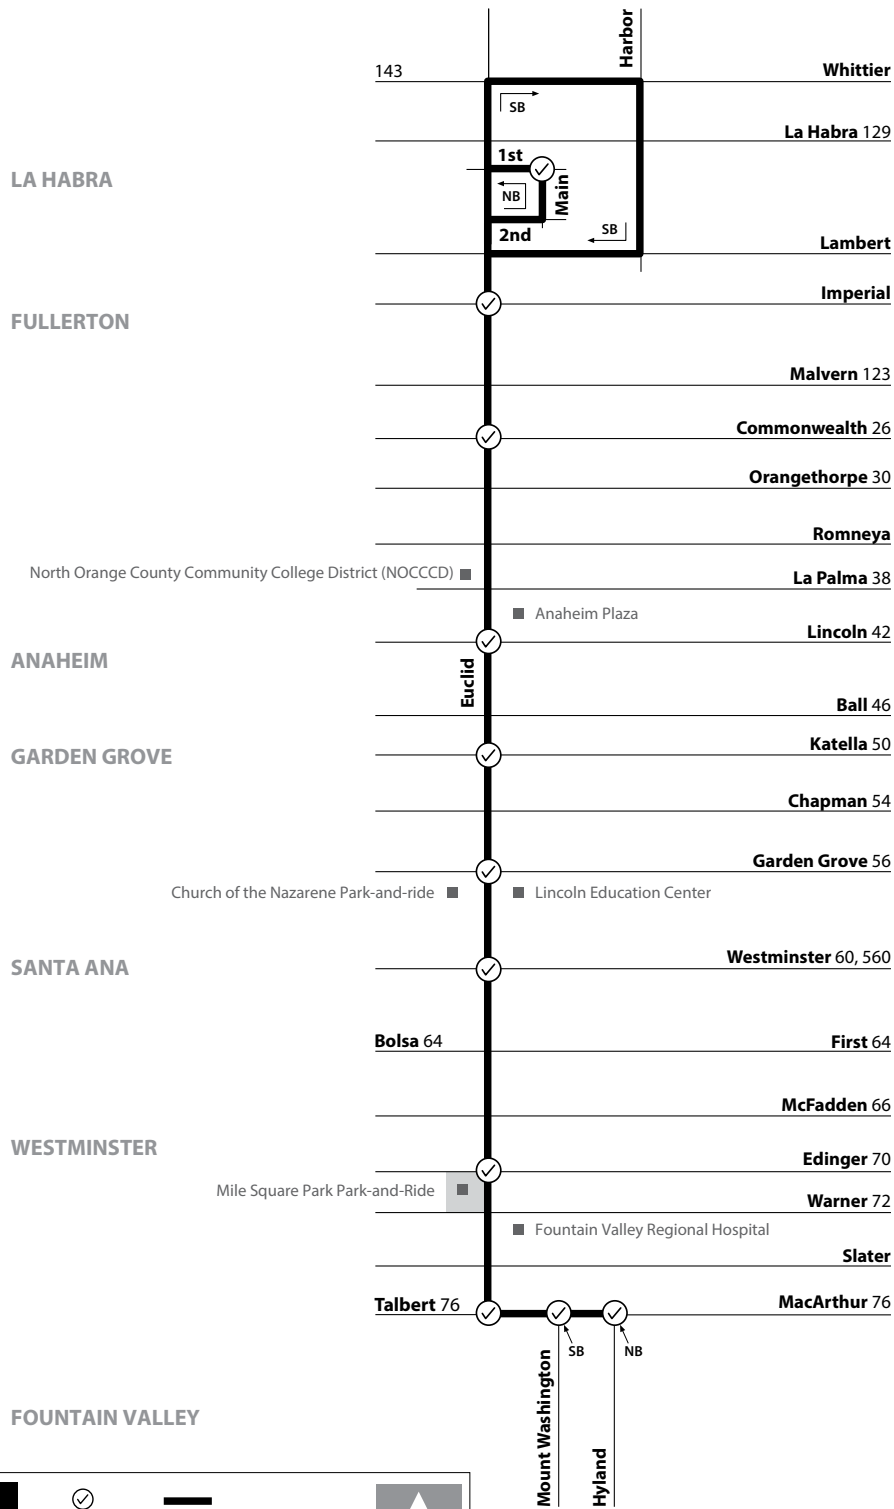 Harbor
143
Whittier
SB
La Habra 129
1st
LA HABRA
NB
Main
2nd
SB
Lambert
Imperial
FULLERTON
Malvern 123
Commonwealth 26
Orangethorpe 30
Romneya
North Orange County Community College District (NOCCCD)
La Palma 38
Anaheim Plaza
Lincoln 42
ANAHEIM
Euclid
Ball 46
Katella 50
GARDEN GROVE
Chapman 54
Garden Grove 56
Church of the Nazarene Park-and-ride
Lincoln Education Center
Westminster 60, 560
SANTA ANA
Bolsa 64
First 64
McFadden 66
WESTMINSTER
Edinger 70
Mile Square Park Park-and-Ride
Warner 72
Fountain Valley Regional Hospital
Slater
Talbert 76
MacArthur 76
SB
NB
Mount Washington
FOUNTAIN VALLEY
Hyland